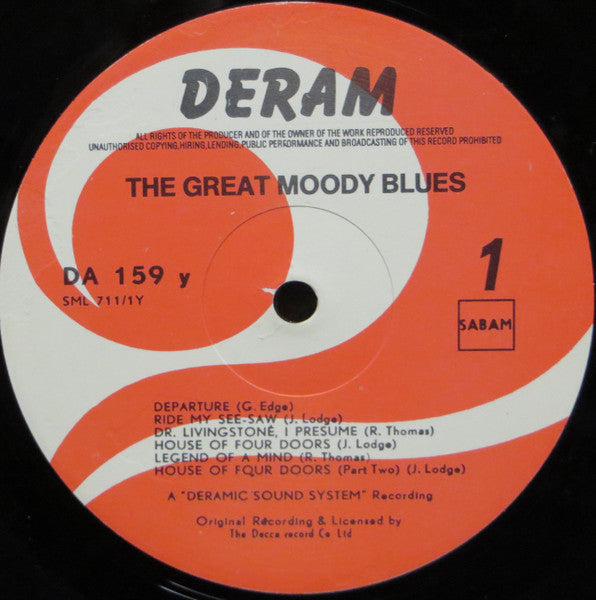 DERAM
ALL RIGHTS OF THE PRODUCER AND OF THE OWNER OF THE WORK REPRODUCED RESERVED
UNAUTHORISED COPYING, HIRING, LENDING, PUBLIC PERFORMANCE AND BROADCASTING OF THIS RECORD PROHIBITED
THE GREAT MOODY BLUES
DA 159 y
SML 711/1Y
1
SABAM
DEPARTURE (G. Edge)
RIDE MY SEE-SAW (J. Lodge)
DR. LIVINGSTONE, I PRESUME (R. Thomas)
HOUSE OF FOUR DOORS (J. Lodge)
LEGEND OF A MIND (R. Thomas)
HOUSE OF FOUR DOORS (Part Two) (J. Lodge)
A "DERAMIC SOUND SYSTEM" Recording
Original Recording & Licensed by
The Decca record Co Ltd